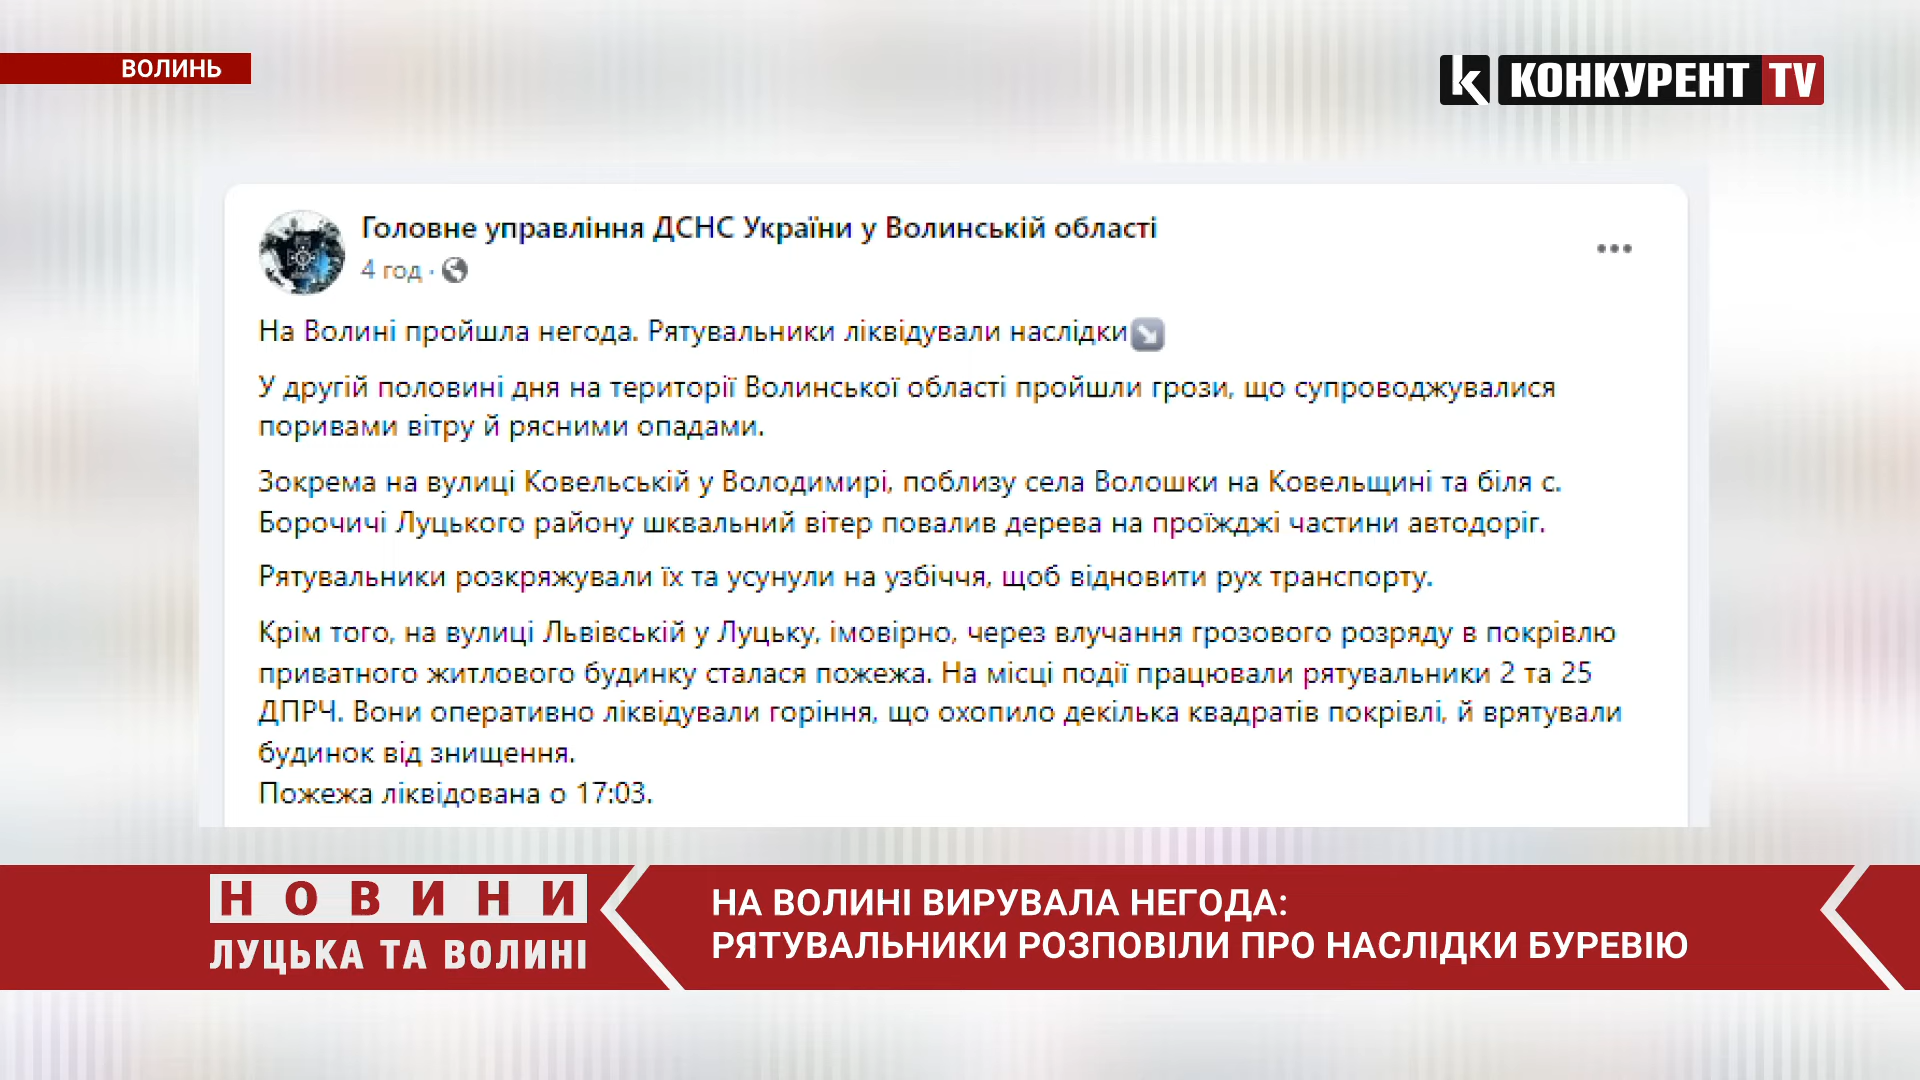 ВОЛИНЬ
k КОНКУРЕНТ TV
Головне управління ДСНС України у Волинській області
4 год ·
На Волині пройшла негода. Рятувальники ліквідували наслідки
У другій половині дня на території Волинської області пройшли грози, що супроводжувалися
поривами вітру й рясними опадами.
Зокрема на вулиці Ковельській у Володимирі, поблизу села Волошки на Ковельщині та біля с.
Борочичі Луцького району шквальний вітер повалив дерева на проїжджі частини автодоріг.
Рятувальники розкряжували їх та усунули на узбіччя, щоб відновити рух транспорту.
Крім того, на вулиці Львівській у Луцьку, імовірно, через влучання грозового розряду в покрівлю
приватного житлового будинку сталася пожежа. На місці події працювали рятувальники 2 та 25
ДПРЧ. Вони оперативно ліквідували горіння, що охопило декілька квадратів покрівлі, й врятували
будинок від знищення.
Пожежа ліквідована о 17:03.
НОВИНИ
ЛУЦЬКА ТА ВОЛИНІ
НА ВОЛИНІ ВИРУВАЛА НЕГОДА:
РЯТУВАЛЬНИКИ РОЗПОВІЛИ ПРО НАСЛІДКИ БУРЕВІЮ